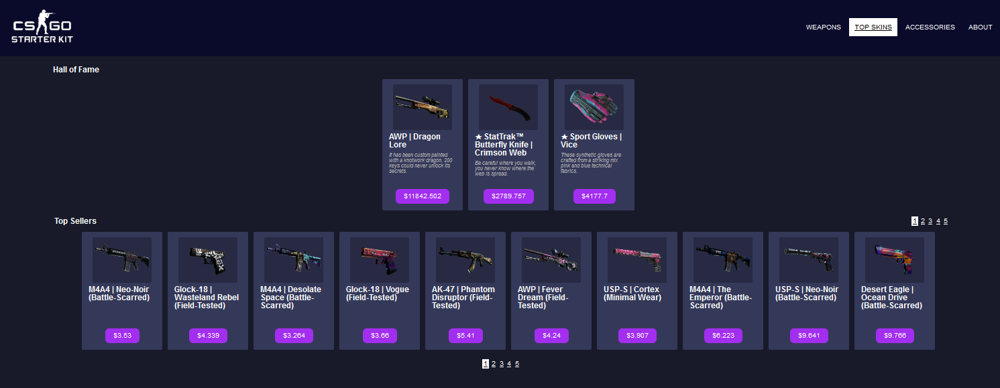 CS GO
STARTER KIT
WEAPONS
TOP SKINS
ACCESSORIES
ABOUT
Hall of Fame
AWP | Dragon
Lore
It has been custom painted
with a knotwork dragon. 200
keys could never unlock its
secrets.
$11842.502
★ StatTrak™
Butterfly Knife |
Crimson Web
Be careful where you walk,
you never know where the
web is spread.
$2789.757
★ Sport Gloves |
Vice
These synthetic gloves are
crafted from a striking mix
pink and blue technical
fabrics.
$4177.7
Top Sellers
1 2 3 4 5
M4A4 | Neo-Noir
(Battle-Scarred)
$3.53
Glock-18 |
Wasteland Rebel
(Field-Tested)
$4.339
M4A4 | Desolate
Space (Battle-
Scarred)
$3.264
Glock-18 | Vogue
(Field-Tested)
$3.66
AK-47 | Phantom
Disruptor (Field-
Tested)
$5.41
AWP | Fever
Dream (Field-
Tested)
$4.24
USP-S | Cortex
(Minimal Wear)
$3.907
M4A4 | The
Emperor (Battle-
Scarred)
$6.223
USP-S | Neo-Noir
(Battle-Scarred)
$9.641
Desert Eagle |
Ocean Drive
(Battle-Scarred)
$9.766
1 2 3 4 5